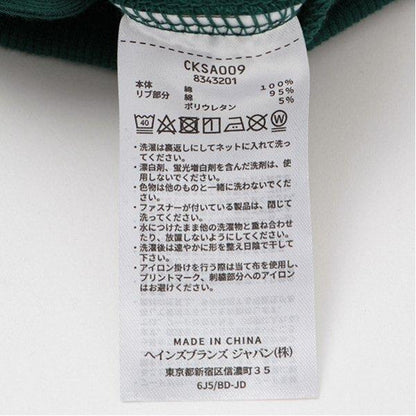 CKSA009
8343201
本体 綿 100%
リブ部分 綿 95%
ポリウレタン 5%
40 W
・洗濯は裏返しにしてネットに入れて洗ってください。
・漂白剤、蛍光増白剤を含んだ洗剤は、使用しないでください。
・色物は他のものと一緒に洗わないでください。
・ファスナーが付いている製品は、閉じて洗ってください。
・水につけたまま他の洗濯物と重ね合わせたり、放置しないようにしてください。
・洗濯後は速やかに形を整え日陰で干して下さい。
・アイロン掛けを行う際は当て布を使用し、プリントマーク、刺繍部分へのアイロンはお避けください。
MADE IN CHINA
ヘインズブランズ ジャパン(株)
東京都新宿区信濃町35
6J5/BD-JD